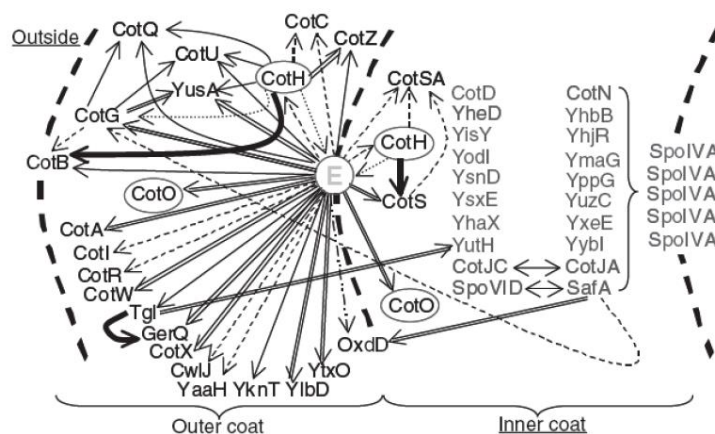 Outside
CotQ
CotC
CotU
CotZ
CotH
YusA
CotSA
CotG
CotD
CotN
YheD
YhbB
CotH
YisY
YhjR
SpoIVA
CotB
YodI
YmaG
SpoIVA
E
YsnD
YppG
SpoIVA
CotO
CotS
YsxE
YuzC
SpoIVA
YhaX
YxeE
SpoIVA
CotA
YutH
YybI
CotI
CotJC
CotJA
CotR
SpoVID
SafA
CotW
CotO
Tgl
GerQ
OxdD
CotX
CwlJ
YtxO
YaaH
YknT
YlbD
Outer coat
Inner coat